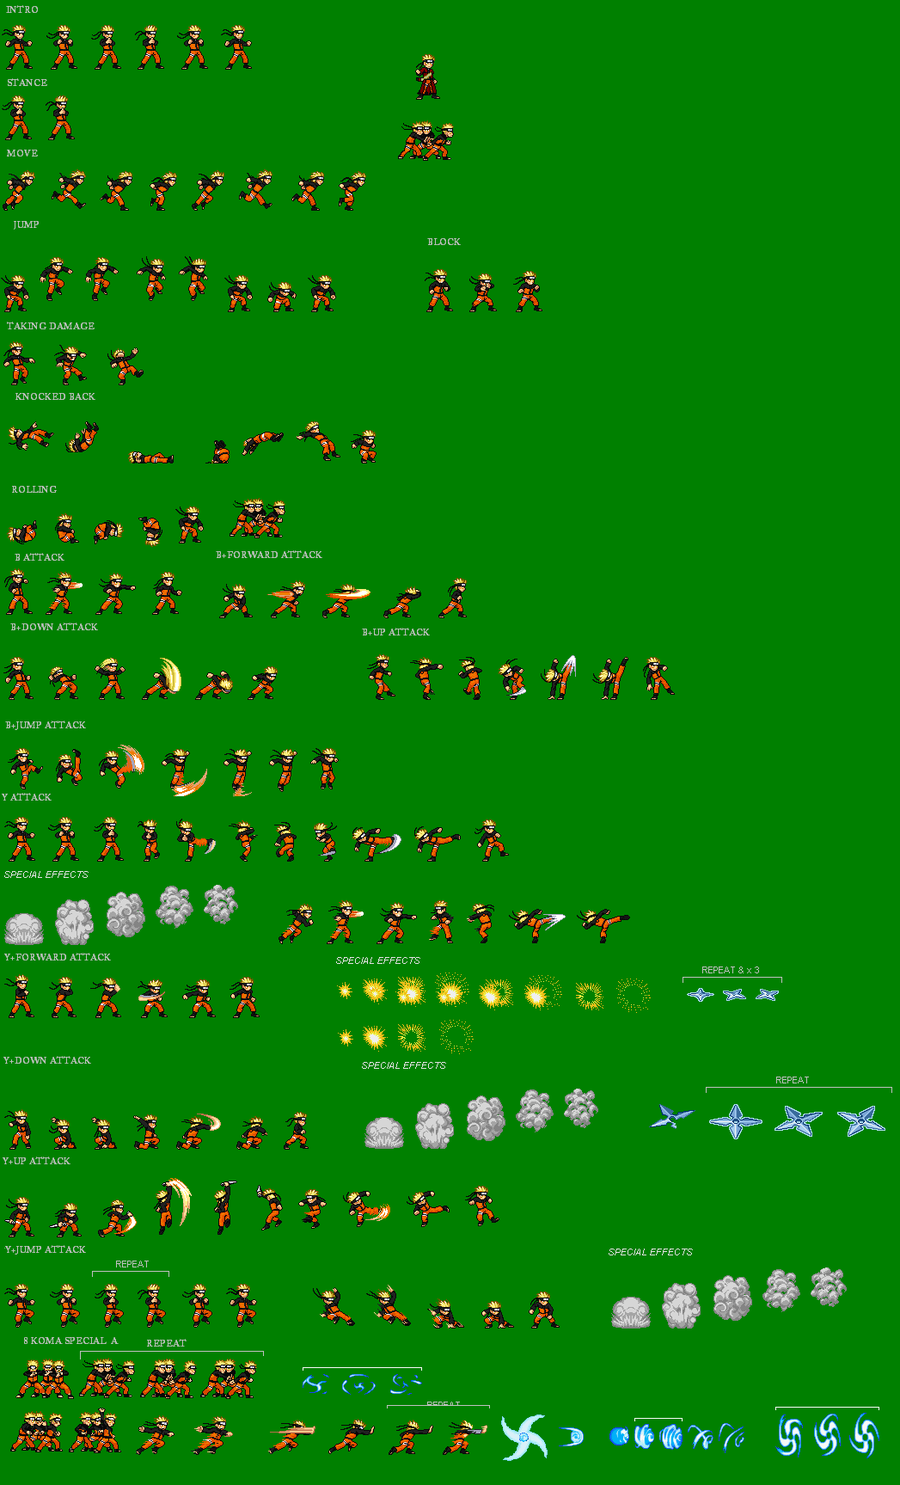 INTRO
STANCE
MOVE
JUMP
BLOCK
TAKING DAMAGE
KNOCKED BACK
ROLLING
B ATTACK
B+FORWARD ATTACK
B+DOWN ATTACK
B+UP ATTACK
B+JUMP ATTACK
Y ATTACK
SPECIAL EFFECTS
Y+FORWARD ATTACK
SPECIAL EFFECTS
REPEAT & x 3
Y+DOWN ATTACK
SPECIAL EFFECTS
REPEAT
Y+UP ATTACK
Y+JUMP ATTACK
SPECIAL EFFECTS
REPEAT
8 KOMA SPECIAL A
REPEAT
REPEAT